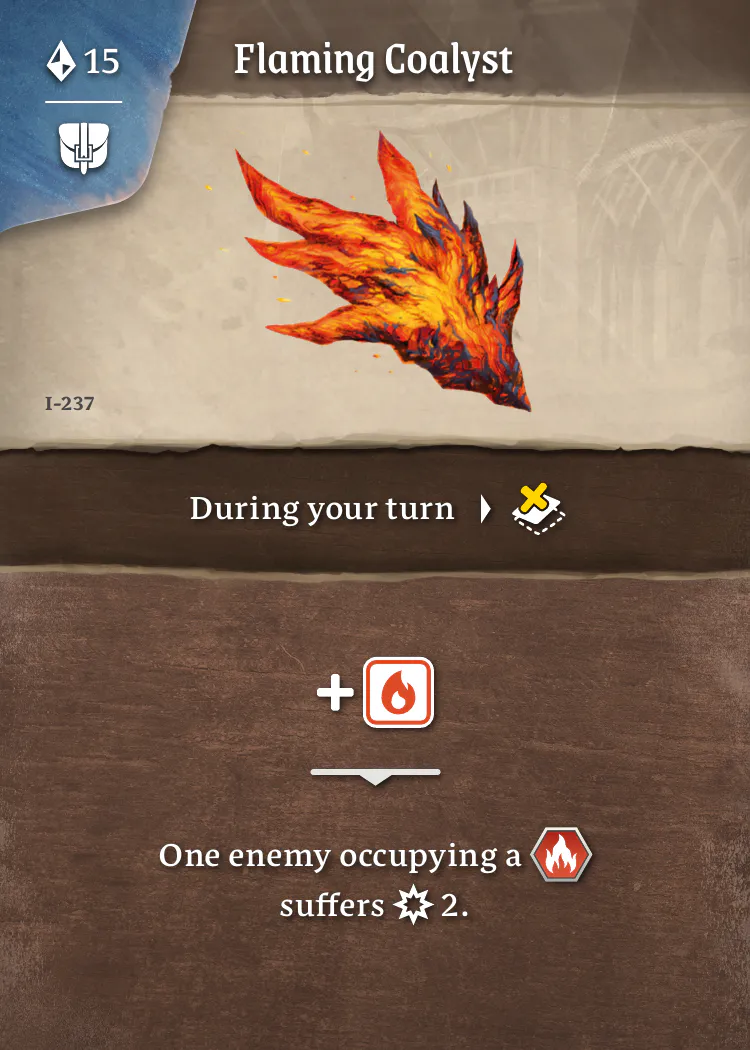 15
Flaming Coalyst
I-237
During your turn
+
One enemy occupying a
suffers 2.